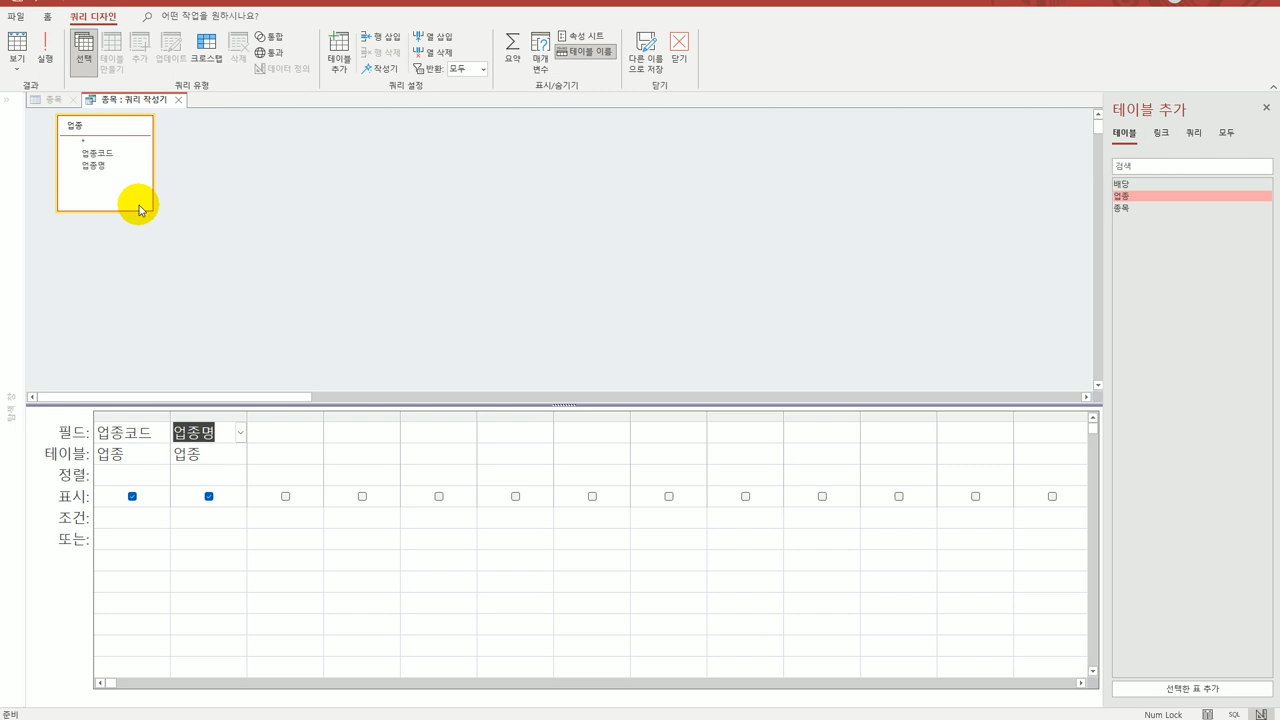 파일 홈 쿼리 디자인 어떤 작업을 원하시나요?
보기 실행 선택 테이블 만들기 추가 업데이트 크로스탭 삭제 통합 통과 데이터 정의 테이블 추가 행 삽입 행 삭제 작성기 열 삽입 열 삭제 반환: 모두 요약 매개 변수 속성 시트 테이블 이름 다른 이름으로 저장 닫기
결과 쿼리 유형 쿼리 설정 표시/숨기기 닫기
종목 종목 : 쿼리 작성기
업종
*
업종코드
업종명
테이블 추가
테이블 링크 쿼리 모두
검색
배당
업종
종목
선택한 표 추가
탐색 창
필드: 업종코드 업종명
테이블: 업종 업종
정렬:
표시:
조건:
또는:
준비 Num Lock SQL